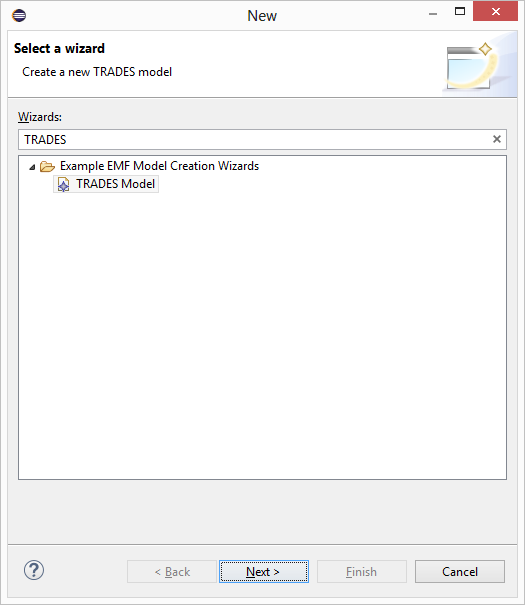 New
Select a wizard
Create a new TRADES model
Wizards:
TRADES
Example EMF Model Creation Wizards
TRADES Model
?
< Back
Next >
Finish
Cancel